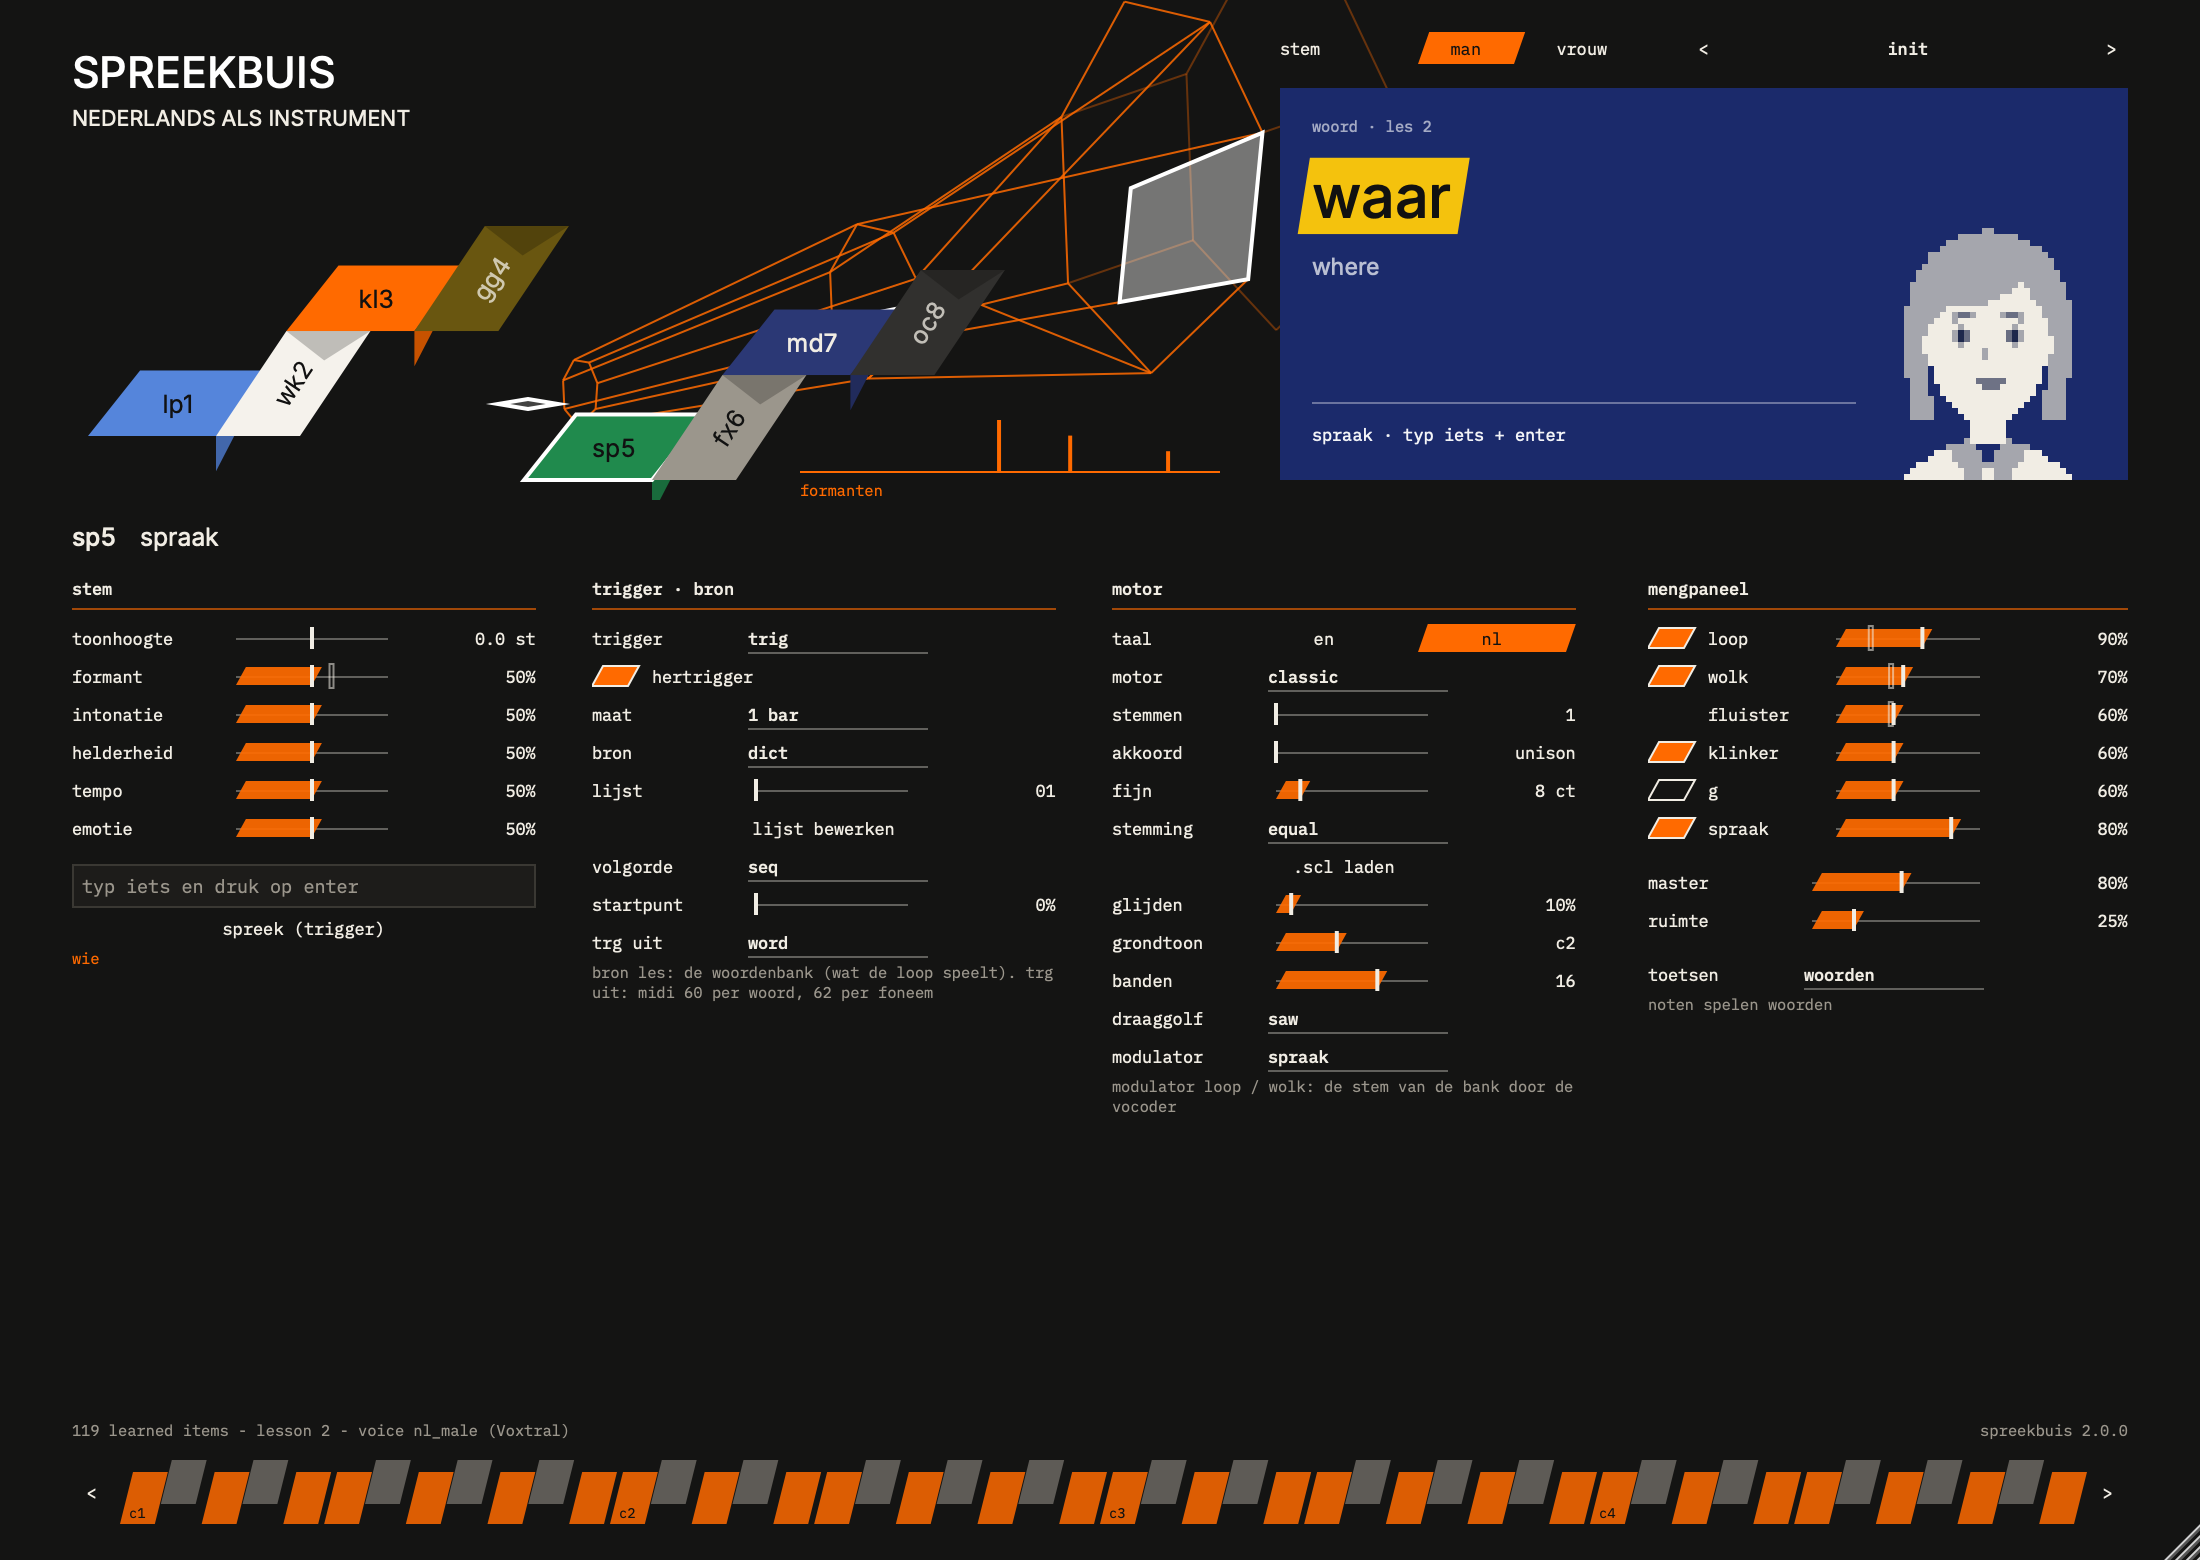 SPREEKBUIS
NEDERLANDS ALS INSTRUMENT
stem man vrouw < init >
woord · les 2
waar
where
spraak · typ iets + enter
lp1
wk2
kl3
gg4
sp5
fx6
md7
oc8
formanten
sp5 spraak
stem
toonhoogte 0.0 st
formant 50%
intonatie 50%
helderheid 50%
tempo 50%
emotie 50%
typ iets en druk op enter
spreek (trigger)
wie
trigger · bron
trigger trig
hertrigger
maat 1 bar
bron dict
lijst 01
lijst bewerken
volgorde seq
startpunt 0%
trg uit word
bron les: de woordenbank (wat de loop speelt). trg
uit: midi 60 per woord, 62 per foneem
motor
taal en nl
motor classic
stemmen 1
akkoord unison
fijn 8 ct
stemming equal
.scl laden
glijden 10%
grondtoon c2
banden 16
draaggolf saw
modulator spraak
modulator loop / wolk: de stem van de bank door de
vocoder
mengpaneel
loop 90%
wolk 70%
fluister 60%
klinker 60%
g 60%
spraak 80%
master 80%
ruimte 25%
toetsen woorden
noten spelen woorden
119 learned items - lesson 2 - voice nl_male (Voxtral)
spreekbuis 2.0.0
< c1 c2 c3 c4 >